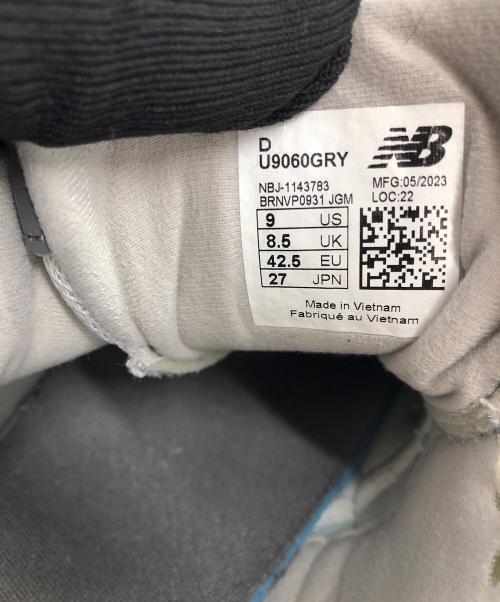 D
U9060GRY
NB
NBJ-1143783
BRNVP0931 JGM
MFG:05/2023
LOC:22
9 US
8.5 UK
42.5 EU
27 JPN
Made in Vietnam
Fabriqué au Vietnam